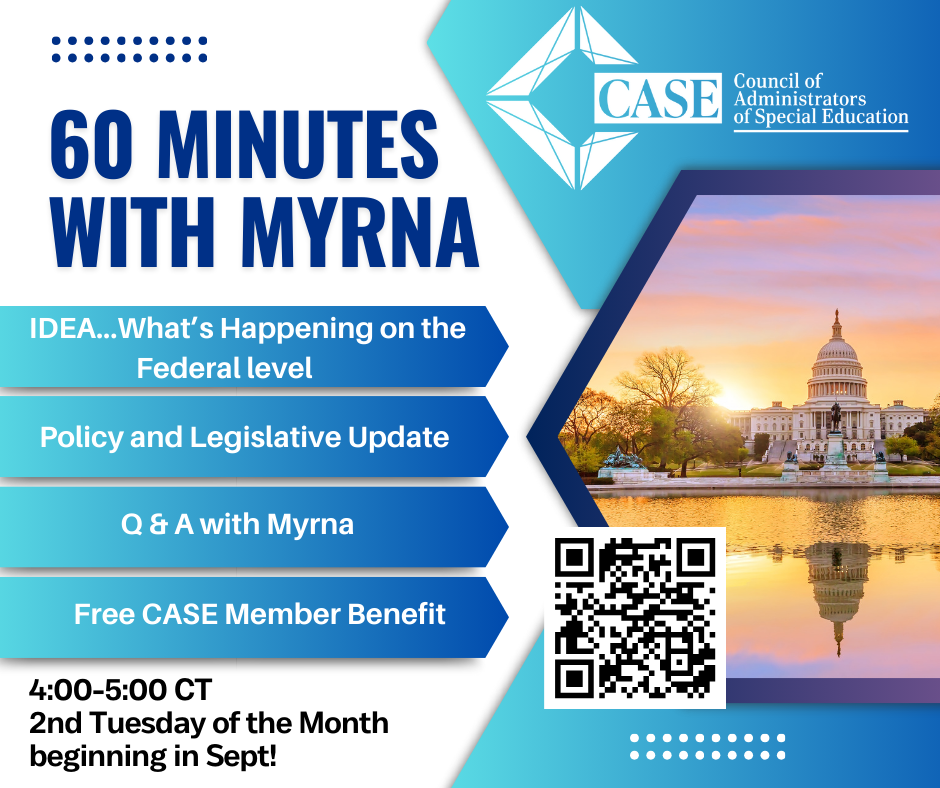 CASE
Council of
Administrators
of Special Education
60 MINUTES
WITH MYRNA
IDEA...What's Happening on the
Federal level
Policy and Legislative Update
Q & A with Myrna
Free CASE Member Benefit
4:00-5:00 CT
2nd Tuesday of the Month
beginning in Sept!